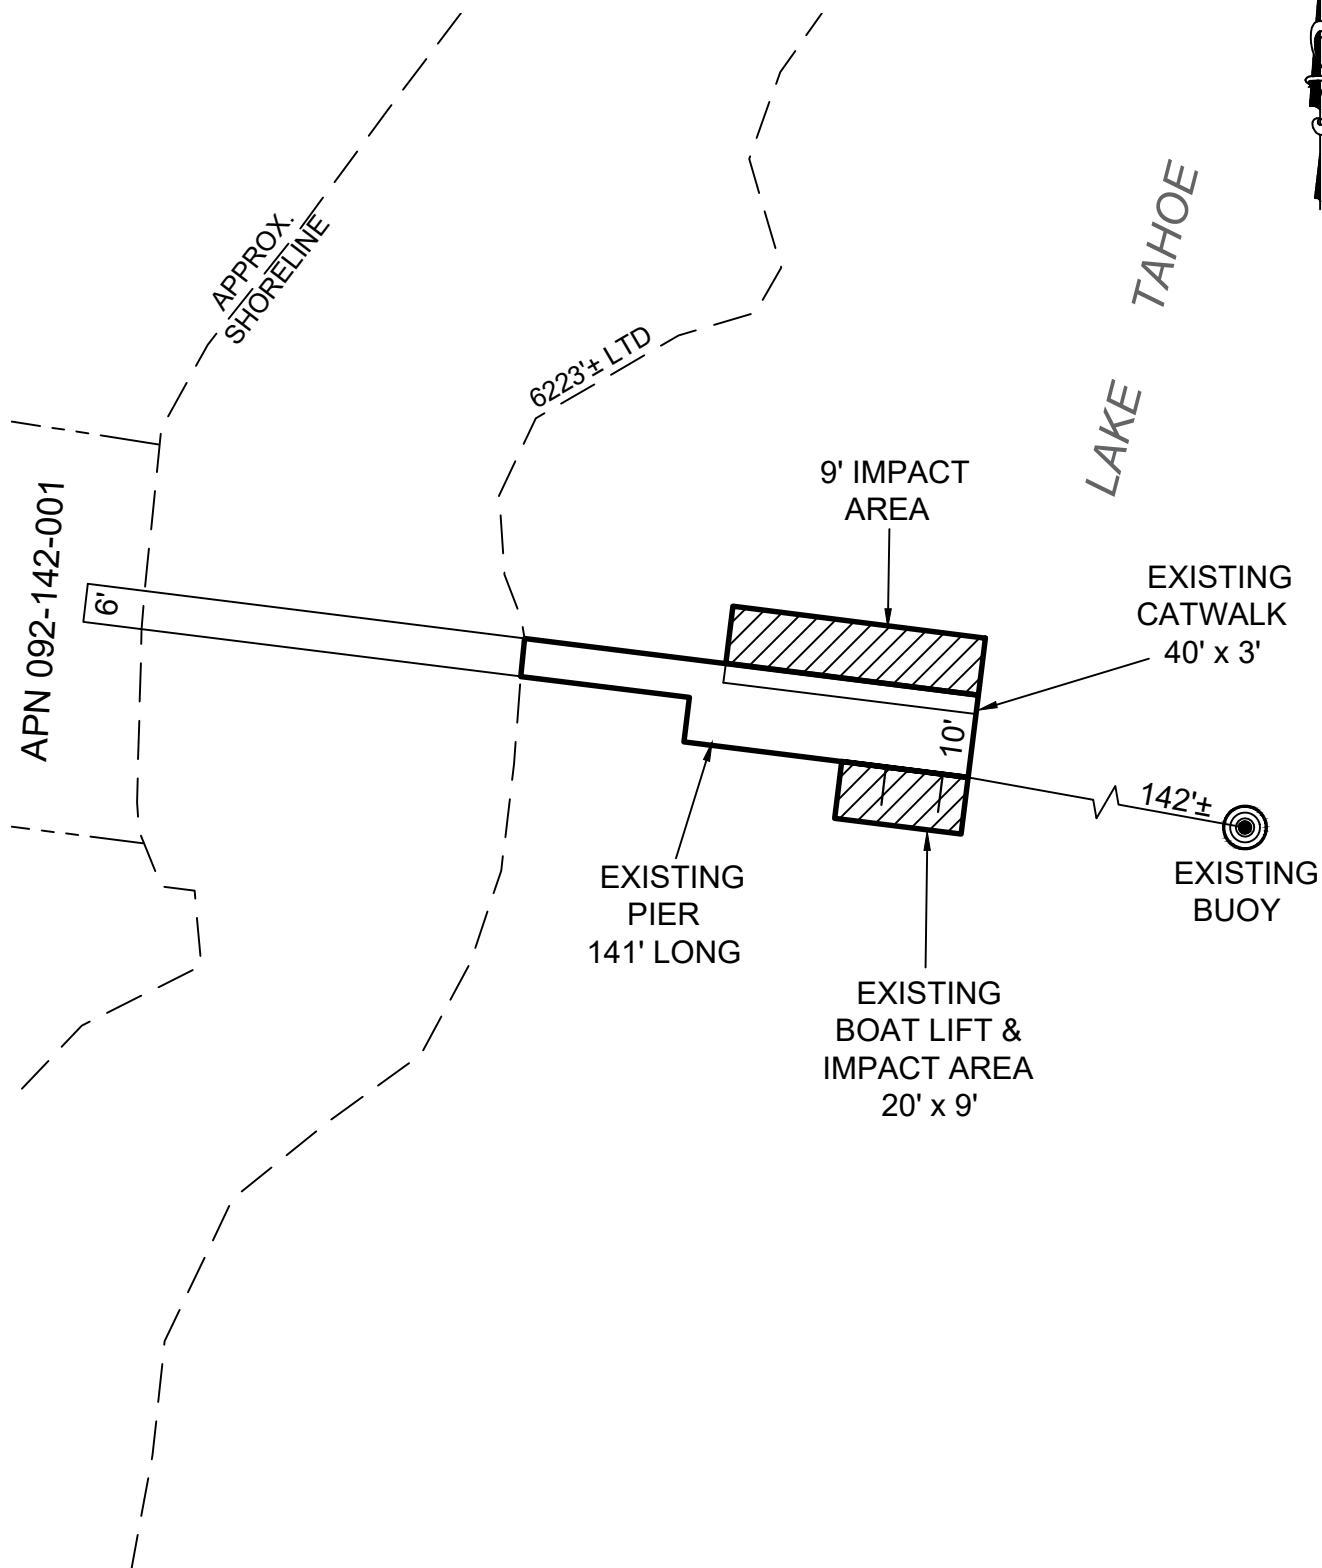 APPROX.
SHORELINE
LAKE TAHOE
6223'± LTD
9' IMPACT
AREA
EXISTING
CATWALK
40' x 3'
APN 092-142-001
6'
10'
142'±
EXISTING
BUOY
EXISTING
PIER
141' LONG
EXISTING
BOAT LIFT &
IMPACT AREA
20' x 9'